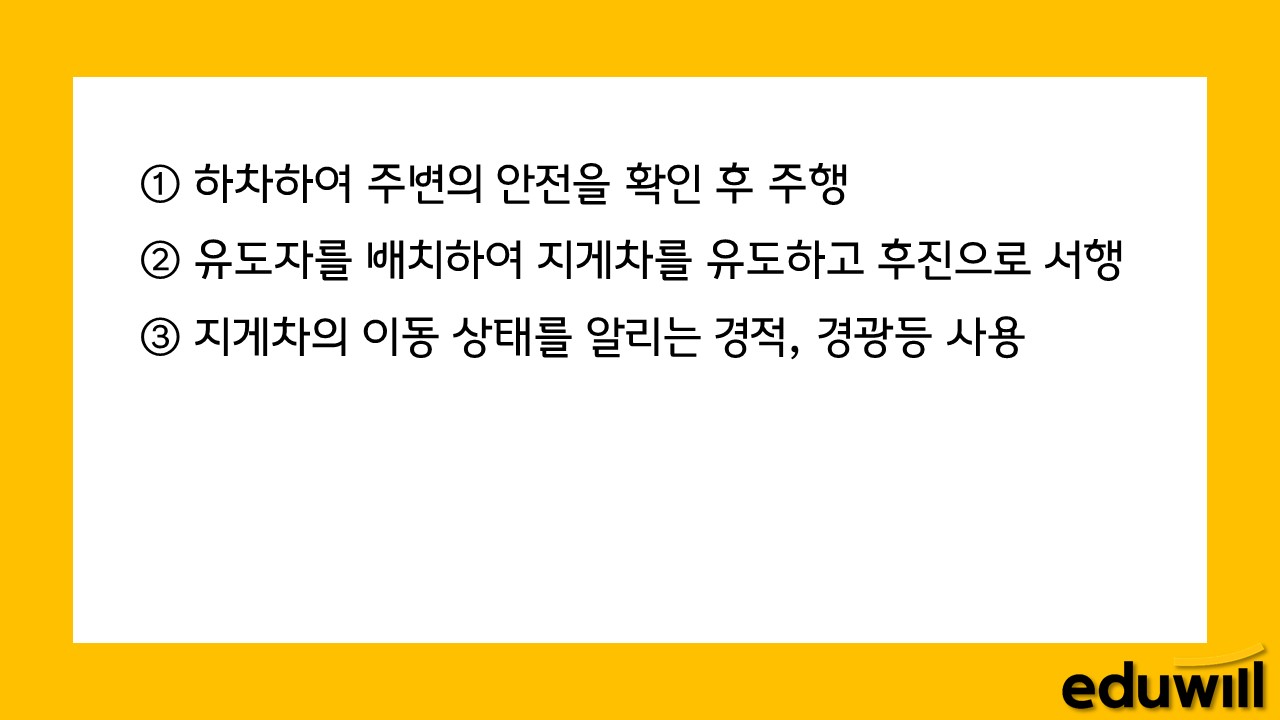 ① 하차하여 주변의 안전을 확인 후 주행
② 유도자를 배치하여 지게차를 유도하고 후진으로 서행
③ 지게차의 이동 상태를 알리는 경적, 경광등 사용
eduwill